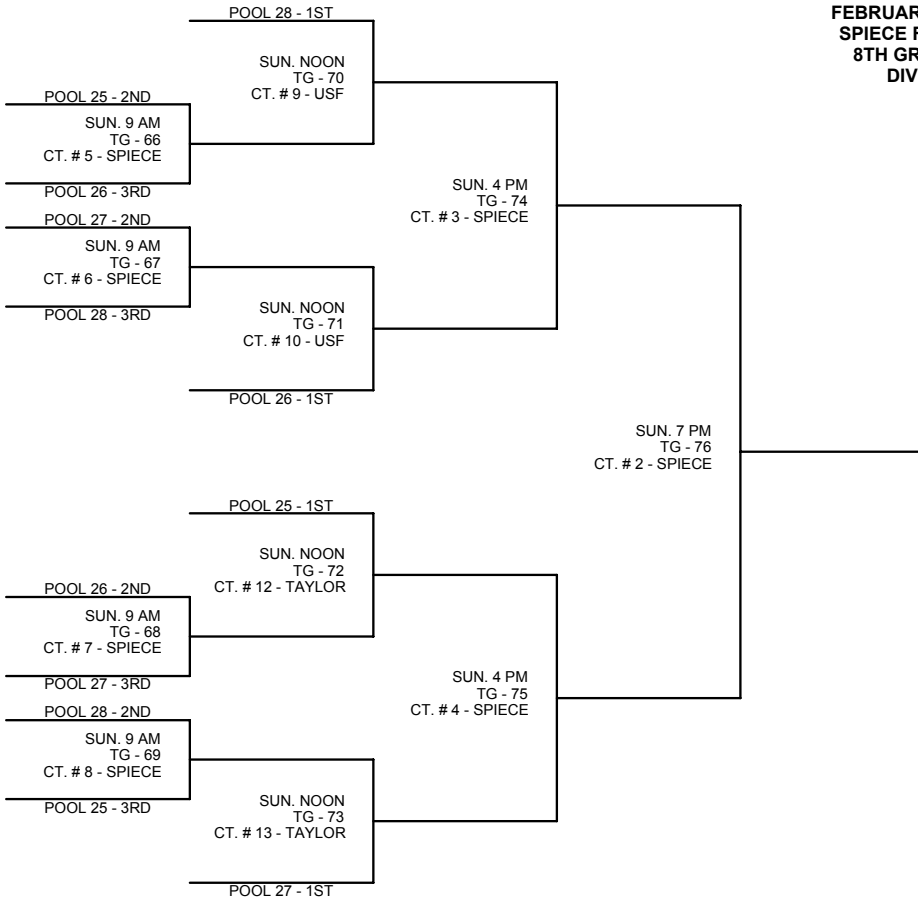 FEBRUAR
SPIECE F
8TH GR
DIV
POOL 28 - 1ST
SUN. NOON
TG - 70
CT. # 9 - USF
POOL 25 - 2ND
SUN. 9 AM
TG - 66
CT. # 5 - SPIECE
POOL 26 - 3RD
SUN. 4 PM
TG - 74
CT. # 3 - SPIECE
POOL 27 - 2ND
SUN. 9 AM
TG - 67
CT. # 6 - SPIECE
POOL 28 - 3RD
SUN. NOON
TG - 71
CT. # 10 - USF
POOL 26 - 1ST
SUN. 7 PM
TG - 76
CT. # 2 - SPIECE
POOL 25 - 1ST
SUN. NOON
TG - 72
CT. # 12 - TAYLOR
POOL 26 - 2ND
SUN. 9 AM
TG - 68
CT. # 7 - SPIECE
POOL 27 - 3RD
SUN. 4 PM
TG - 75
CT. # 4 - SPIECE
POOL 28 - 2ND
SUN. 9 AM
TG - 69
CT. # 8 - SPIECE
POOL 25 - 3RD
SUN. NOON
TG - 73
CT. # 13 - TAYLOR
POOL 27 - 1ST